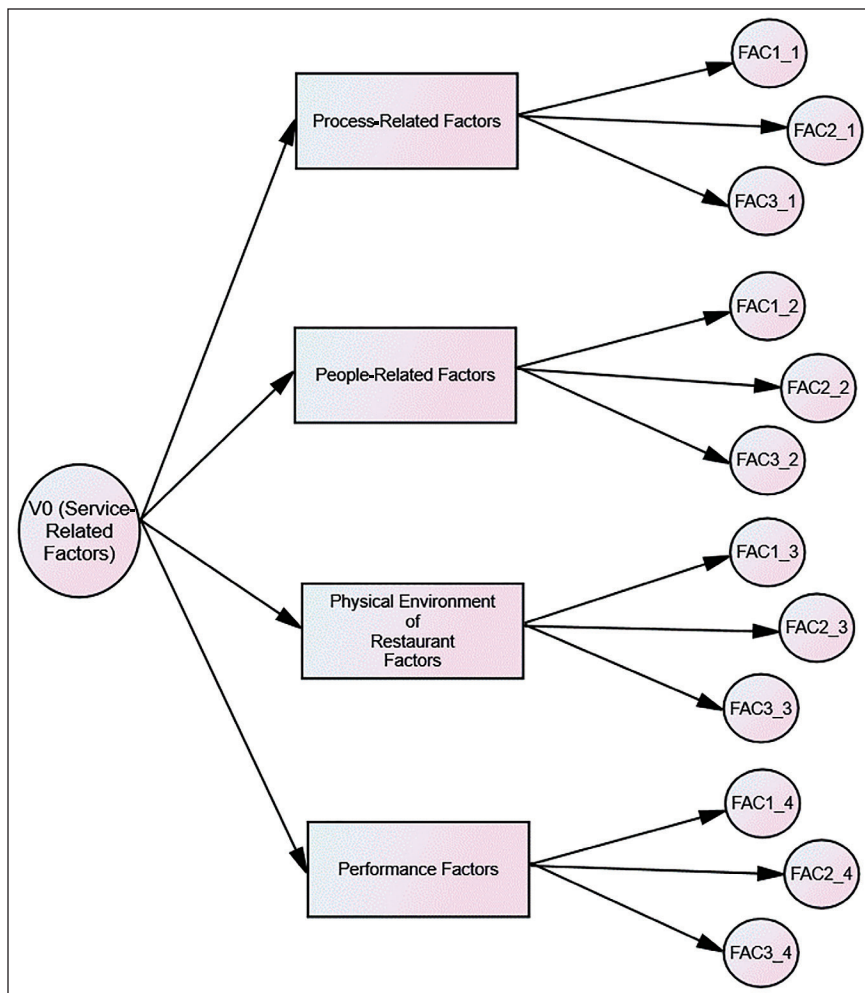 FAC1_1
Process-Related Factors
FAC2_1
FAC3_1
FAC1_2
People-Related Factors
FAC2_2
FAC3_2
V0 (Service-
Related
Factors)
FAC1_3
Physical Environment
of
Restaurant
Factors
FAC2_3
FAC3_3
FAC1_4
Performance Factors
FAC2_4
FAC3_4